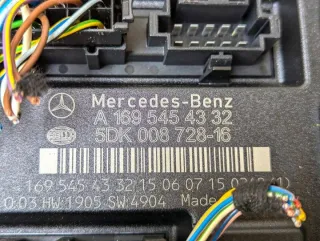 Mercedes-Benz
A 169 545 43 32
5DK 008 728-16
169 545 43 32 15 06 07 15
0.03 HW:1905 SW:4904 Made